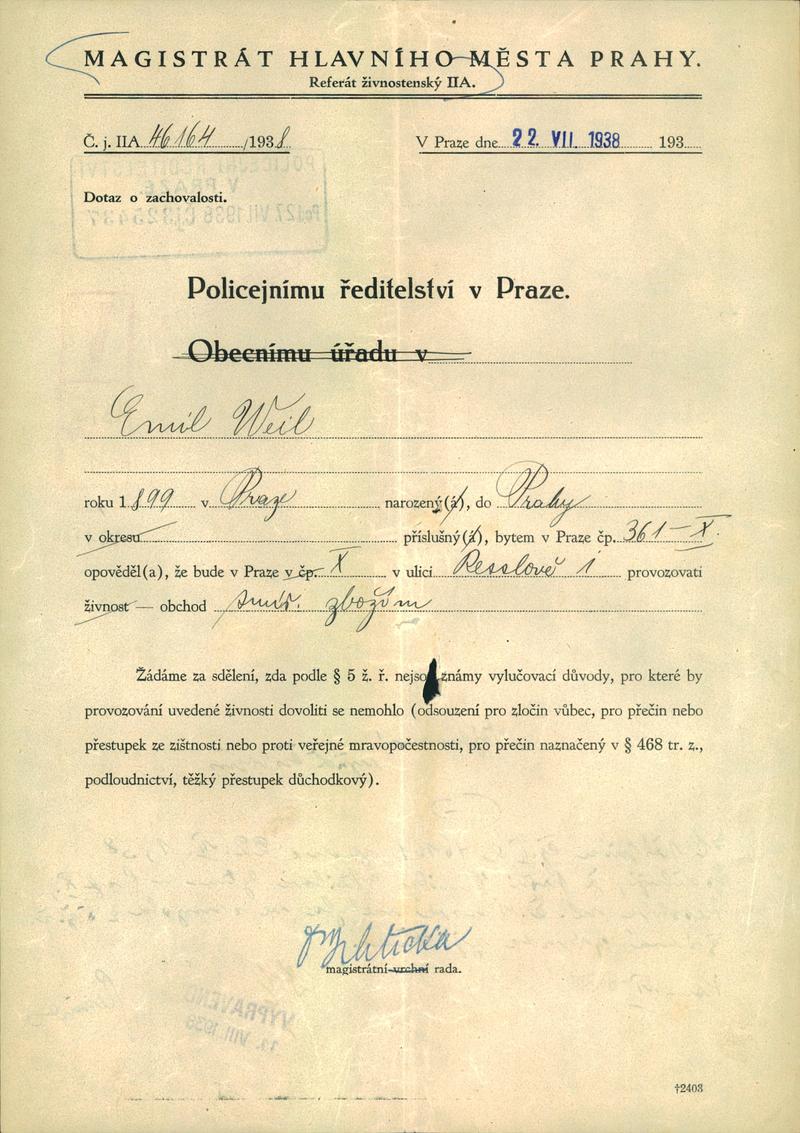 MAGISTRÁT HLAVNÍHO MĚSTA PRAHY.
Referát živnostenský IIA.
Č. j. IIA 46164/1938 V Praze dne 22. VII. 1938 193
Dotaz o zachovalosti.
Policejnímu ředitelství v Praze.
Obecnímu úřadu v
Emil Weil
roku 1899 v Praze narozený(á), do Prahy
v okresu příslušný(á), bytem v Praze čp. 361-X.
opověděl(a), že bude v Praze v čp. X v ulici Resslově 1 provozovati
živnost — obchod smíš. zbožím
Žádáme za sdělení, zda podle § 5 ž. ř. nejsou známy vylučovací důvody, pro které by
provozování uvedené živnosti dovoliti se nemohlo (odsouzení pro zločin vůbec, pro přečin nebo
přestupek ze zištnosti nebo proti veřejné mravopočestnosti, pro přečin naznačený v § 468 tr. z.,
podloudnictví, těžký přestupek důchodkový).
magistrátní vrchní rada.
VYPRAVENO
†2403